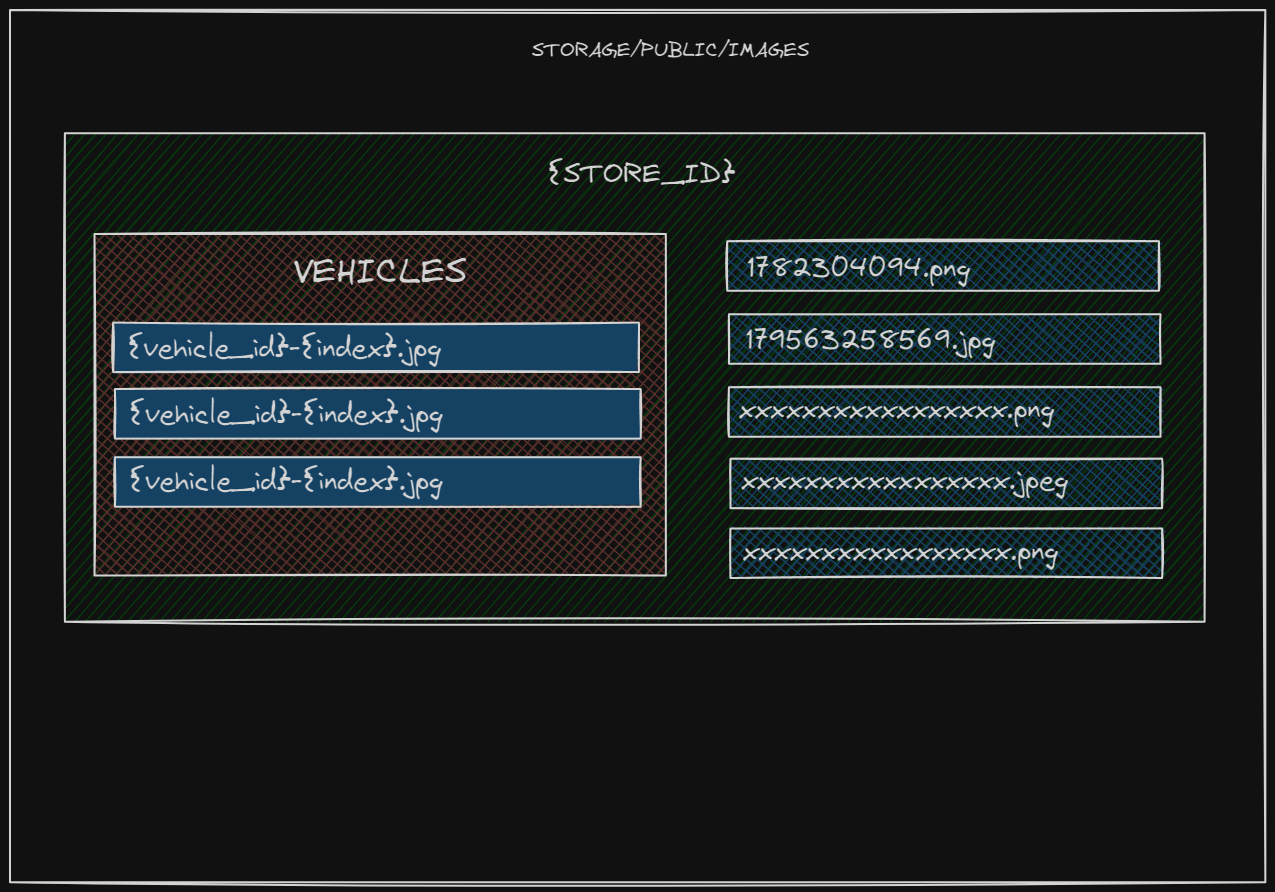 STORAGE/PUBLIC/IMAGES
{STORE_ID}
VEHICLES
{vehicle_id}-{index}.jpg
{vehicle_id}-{index}.jpg
{vehicle_id}-{index}.jpg
1782304094.png
179563258569.jpg
xxxxxxxxxxxxxxxxx.png
xxxxxxxxxxxxxxxxx.jpeg
xxxxxxxxxxxxxxxxx.png